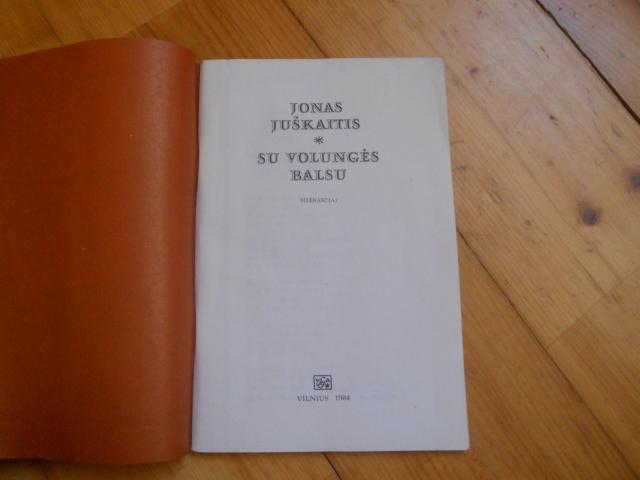 JONAS
JUŠKAITIS
*
SU VOLUNGĖS
BALSU
EILĖRAŠČIAI
VILNIUS 1984